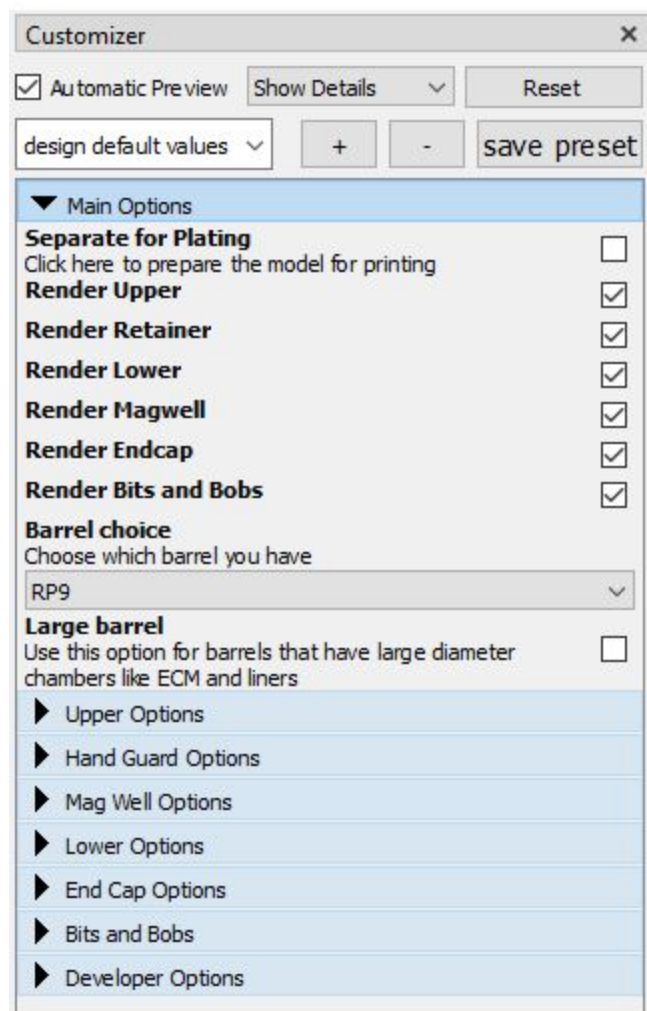 Customizer
Automatic Preview Show Details Reset
design default values + - save preset
Main Options
Separate for Plating
Click here to prepare the model for printing
Render Upper
Render Retainer
Render Lower
Render Magwell
Render Endcap
Render Bits and Bobs
Barrel choice
Choose which barrel you have
RP9
Large barrel
Use this option for barrels that have large diameter
chambers like ECM and liners
Upper Options
Hand Guard Options
Mag Well Options
Lower Options
End Cap Options
Bits and Bobs
Developer Options